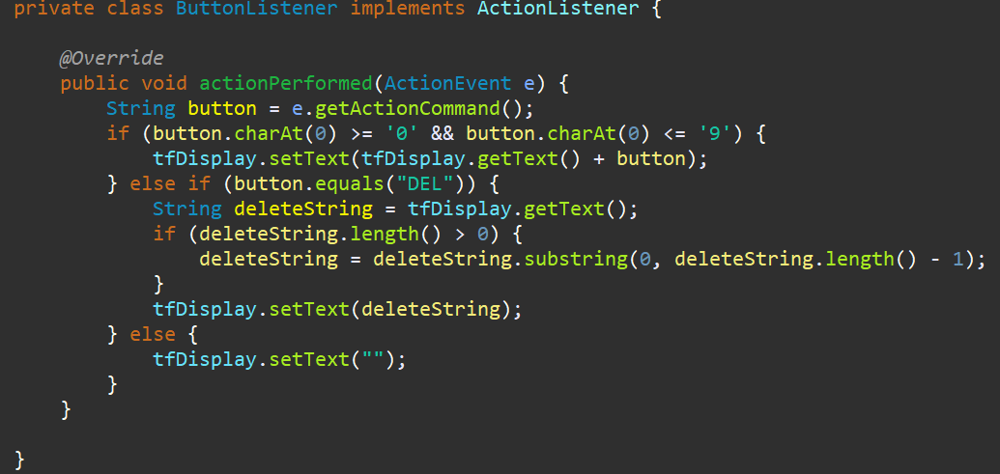 private class ButtonListener implements ActionListener {
@Override
public void actionPerformed(ActionEvent e) {
String button = e.getActionCommand();
if (button.charAt(0) >= '0' && button.charAt(0) <= '9') {
tfDisplay.setText(tfDisplay.getText() + button);
} else if (button.equals("DEL")) {
String deleteString = tfDisplay.getText();
if (deleteString.length() > 0) {
deleteString = deleteString.substring(0, deleteString.length() - 1);
}
tfDisplay.setText(deleteString);
} else {
tfDisplay.setText("");
}
}
}